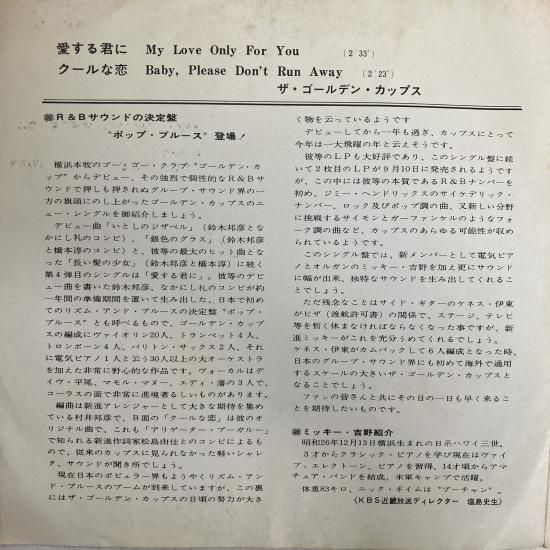 愛する君に My Love Only For You (2′33″)
クールな恋 Baby, Please Don't Run Away (2′23″)
ザ・ゴールデン・カップス
※R&Bサウンドの決定盤
"ポップ・ブルース"登場!
横浜本牧のゴー・ゴー・クラブ"ゴールデン・カ
ップ"からデビュー、その強烈で個性的なR&Bサ
ウンドで押しも押されぬグループ・サウンド界の一
方の旗頭にのし上がったゴールデン・カップスのニ
ュー・シングルを御紹介しましょう。
デビュー曲「いとしのジザベル」(鈴木邦彦とな
かにし礼のコンビ)、「銀色のグラス」(鈴木邦彦
と橋本淳のコンビ)と、彼等の最大のヒット曲とな
った「長い髪の少女」(鈴木邦彦と橋本淳)に続く
第4弾目のシングルは「愛する君に」。彼等のデビ
ュー曲を書いた鈴木邦彦、なかにし礼のコンビが約
一年間の準備期間を置いて生み出した、日本で初め
てのリズム・アンド・ブルースの決定盤"ポップ・
ブルース"とも呼べるもので、ゴールデン・カップ
スの編成にヴァイオリン20人、トランペット4人、
トロンボーン4人、バリトン・サックス2人、それ
に電気ピアノ1人と云う30人以上の大オーケストラ
を加えた非常に野心的な作品です。ヴォーカルはデ
イヴ・平尾、マモル・マヌー、エディ・藩の3人で
コーラスの面で非常に進境著るしいものがあります。
編曲は新進アレンジャーとして大きな期待を集め
ている村井邦彦で、B面の「クールな恋」は彼のオ
リジナル曲で、これも「アリゲーター・ブーガルー」
で知られる新進作詞家松島由佳とのコンビによるも
ので、従来のカップスに見られなかった軽いシャレ
タ、サウンドが聞き所でしょう。
現在日本のポピュラー界もようやくリズム・アン
ド・ブルースのブームが到来していますが、この裏
にはザ・ゴールデン・カップスの日頃の努力が大き
く物を云っているようです
デビューしてから一年も過ぎ、カップスにとって
今年は一大飛躍の年と云えそうです。
彼等のLPも大好評であり、このシングル盤に続
いて2枚目のLPが9月10日に発売されるようです
が、この中には彼等の本質であるR&Bナンバーを
初め、ジミー・ヘンドリックスのサイケデリック・
ナンバー、ロック及びポップ調の曲、又新しい分野
に挑戦するサイモンとガーファンケルのようなフォ
ーク調の曲など、カップスのあらゆる可能性が収め
られているようです。
このシングル盤では、新メンバーとして電気ピア
ノとオルガンのミッキー・吉野を加え更にサウンド
に幅が出来、独特なサウンドを生み出してくれるこ
とでしょう。
ただ残念なことはサイド・ギターのケネス・伊東
がビザ(渡航許可書)の関係で、ステージ、テレビ
等を暫く休まなければならなくなった事ですが、新
進ミッキーがこれを充分うめてくれるでしょう。
ケネス・伊東がカムバックして6人編成となった時、
日本のグループ・サウンド界にも初めて海外で通用
するスケールの大きいザ・ゴールデン・カップスと
なることでしょう。
ファンの皆さんと共にその日の一日も早く来るこ
とを期待したいものです。
※ミッキー・吉野紹介
昭和26年12月13日横浜生まれの日系ハワイ三世。
3才からクラシック・ピアノを学び現在はヴァイ
ブ、エレクトーン、ピアノを習得、14才頃からアマ
チュア・バンドを結成、米軍キャンプで活躍。
体重83キロ、ニック・ネイムは"ブーチャン"。
(KBS近畿放送ディレクター 塩島史生)